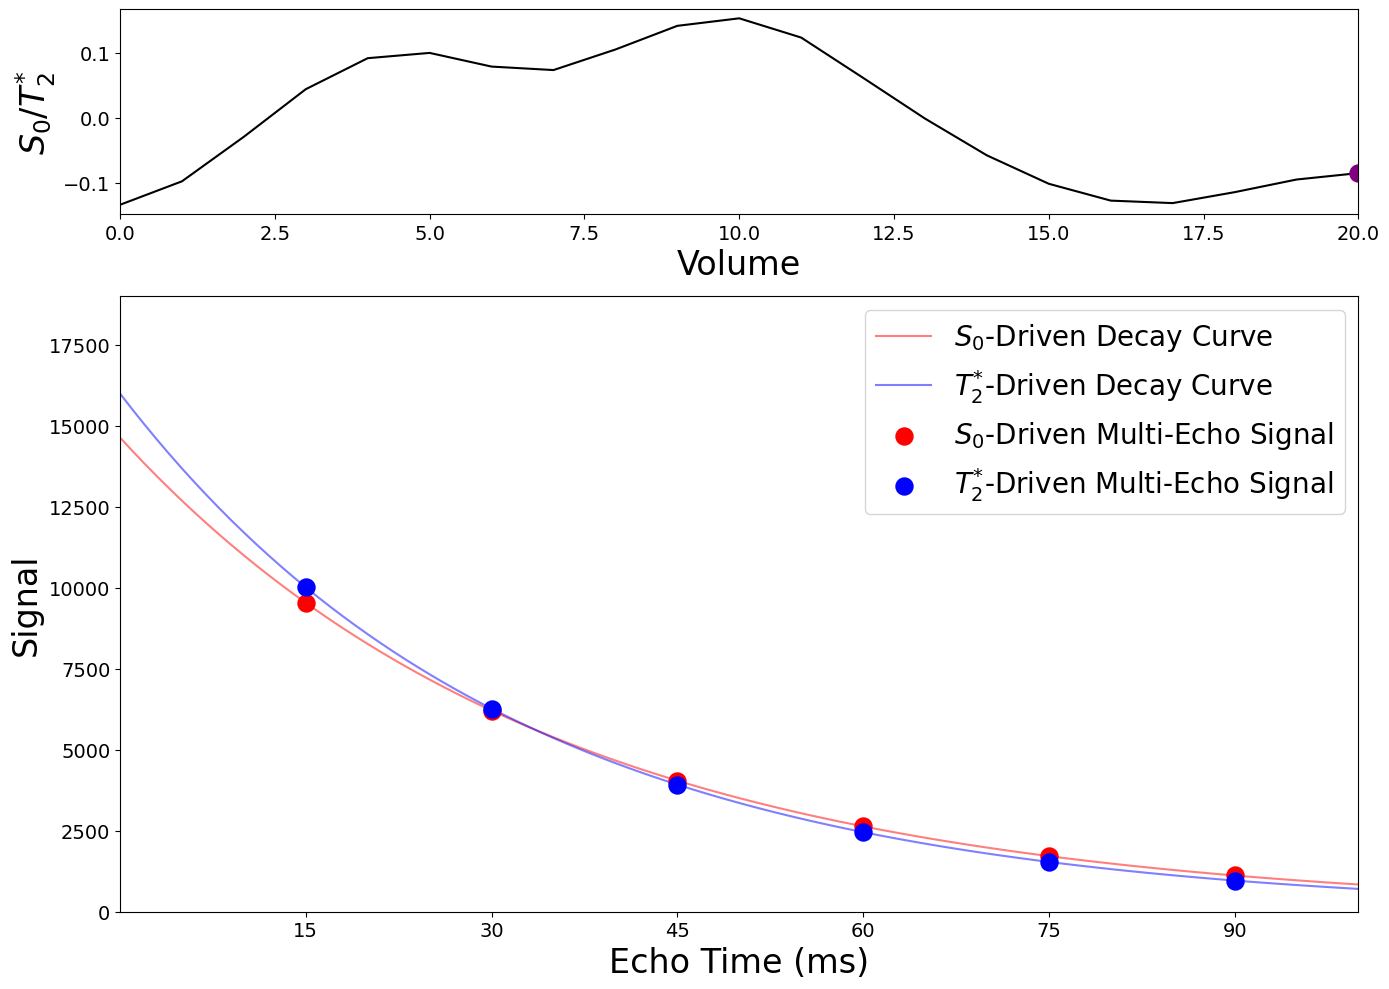 S₀/T₂*
0.1
0.0
−0.1
0.0 2.5 5.0 7.5 10.0 12.5 15.0 17.5 20.0
Volume
S₀-Driven Decay Curve
T₂*-Driven Decay Curve
S₀-Driven Multi-Echo Signal
T₂*-Driven Multi-Echo Signal
Signal
17500
15000
12500
10000
7500
5000
2500
0
15 30 45 60 75 90
Echo Time (ms)